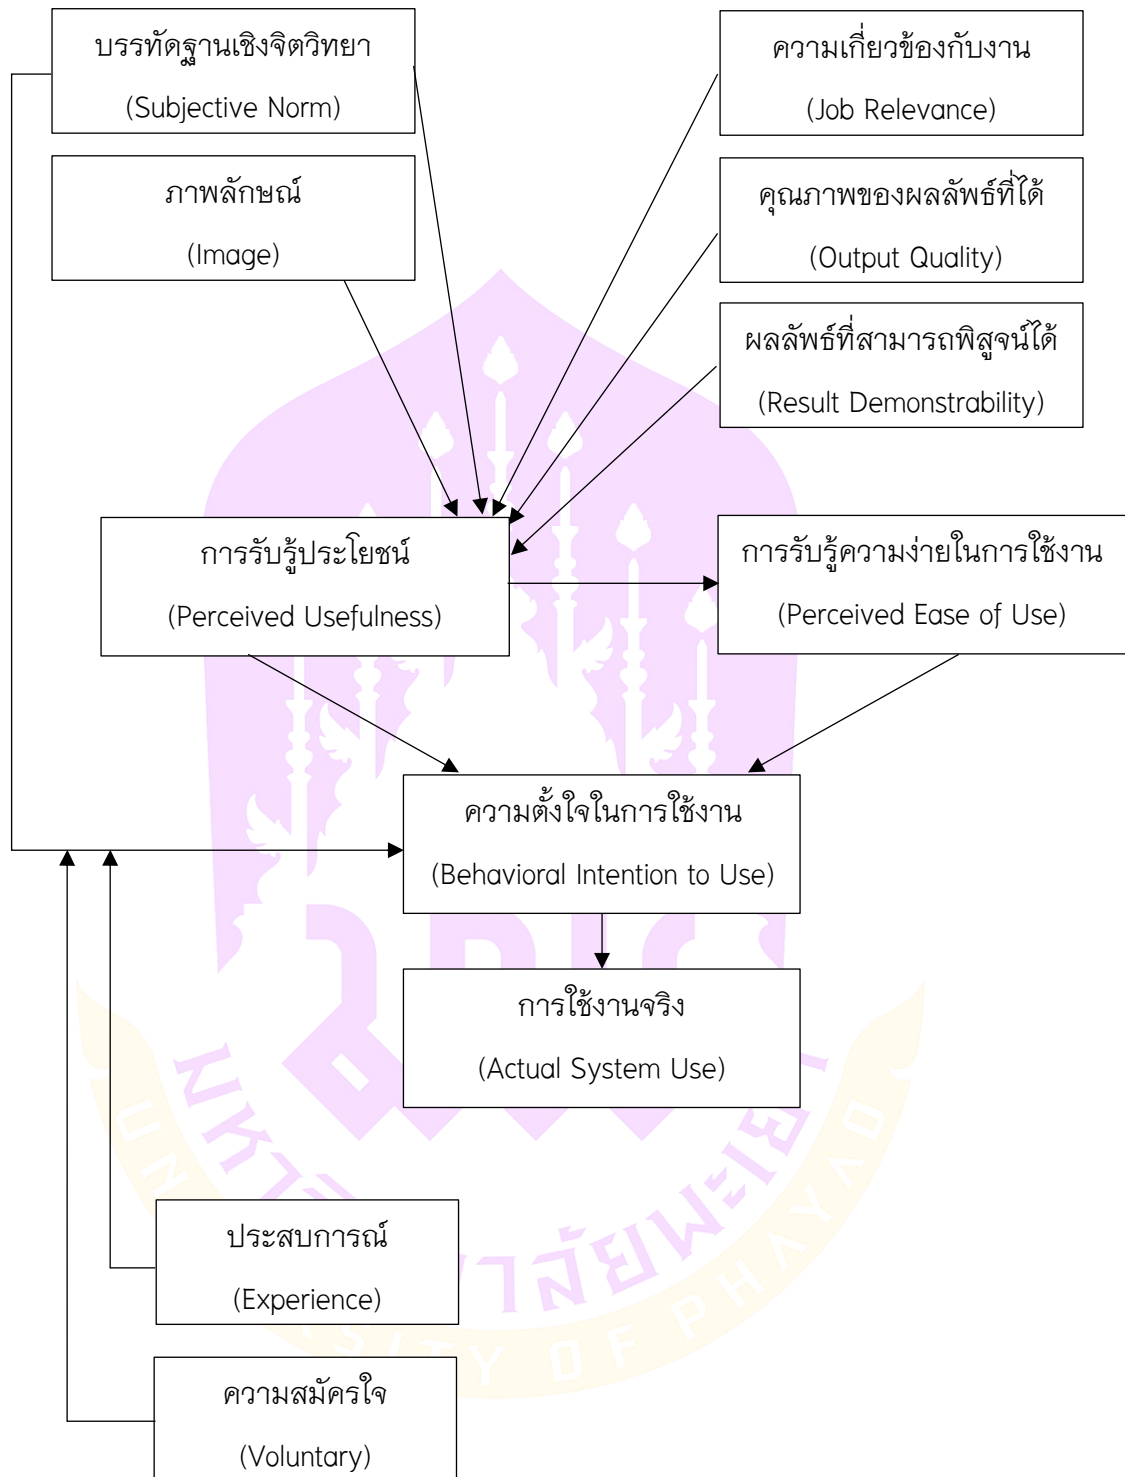 บรรทัดฐานเชิงจิตวิทยา
(Subjective Norm)
ภาพลักษณ์
(Image)
ความเกี่ยวข้องกับงาน
(Job Relevance)
คุณภาพของผลลัพธ์ที่ได้
(Output Quality)
ผลลัพธ์ที่สามารถพิสูจน์ได้
(Result Demonstrability)
การรับรู้ประโยชน์
(Perceived Usefulness)
การรับรู้ความง่ายในการใช้งาน
(Perceived Ease of Use)
ความตั้งใจในการใช้งาน
(Behavioral Intention to Use)
การใช้งานจริง
(Actual System Use)
ประสบการณ์
(Experience)
ความสมัครใจ
(Voluntary)